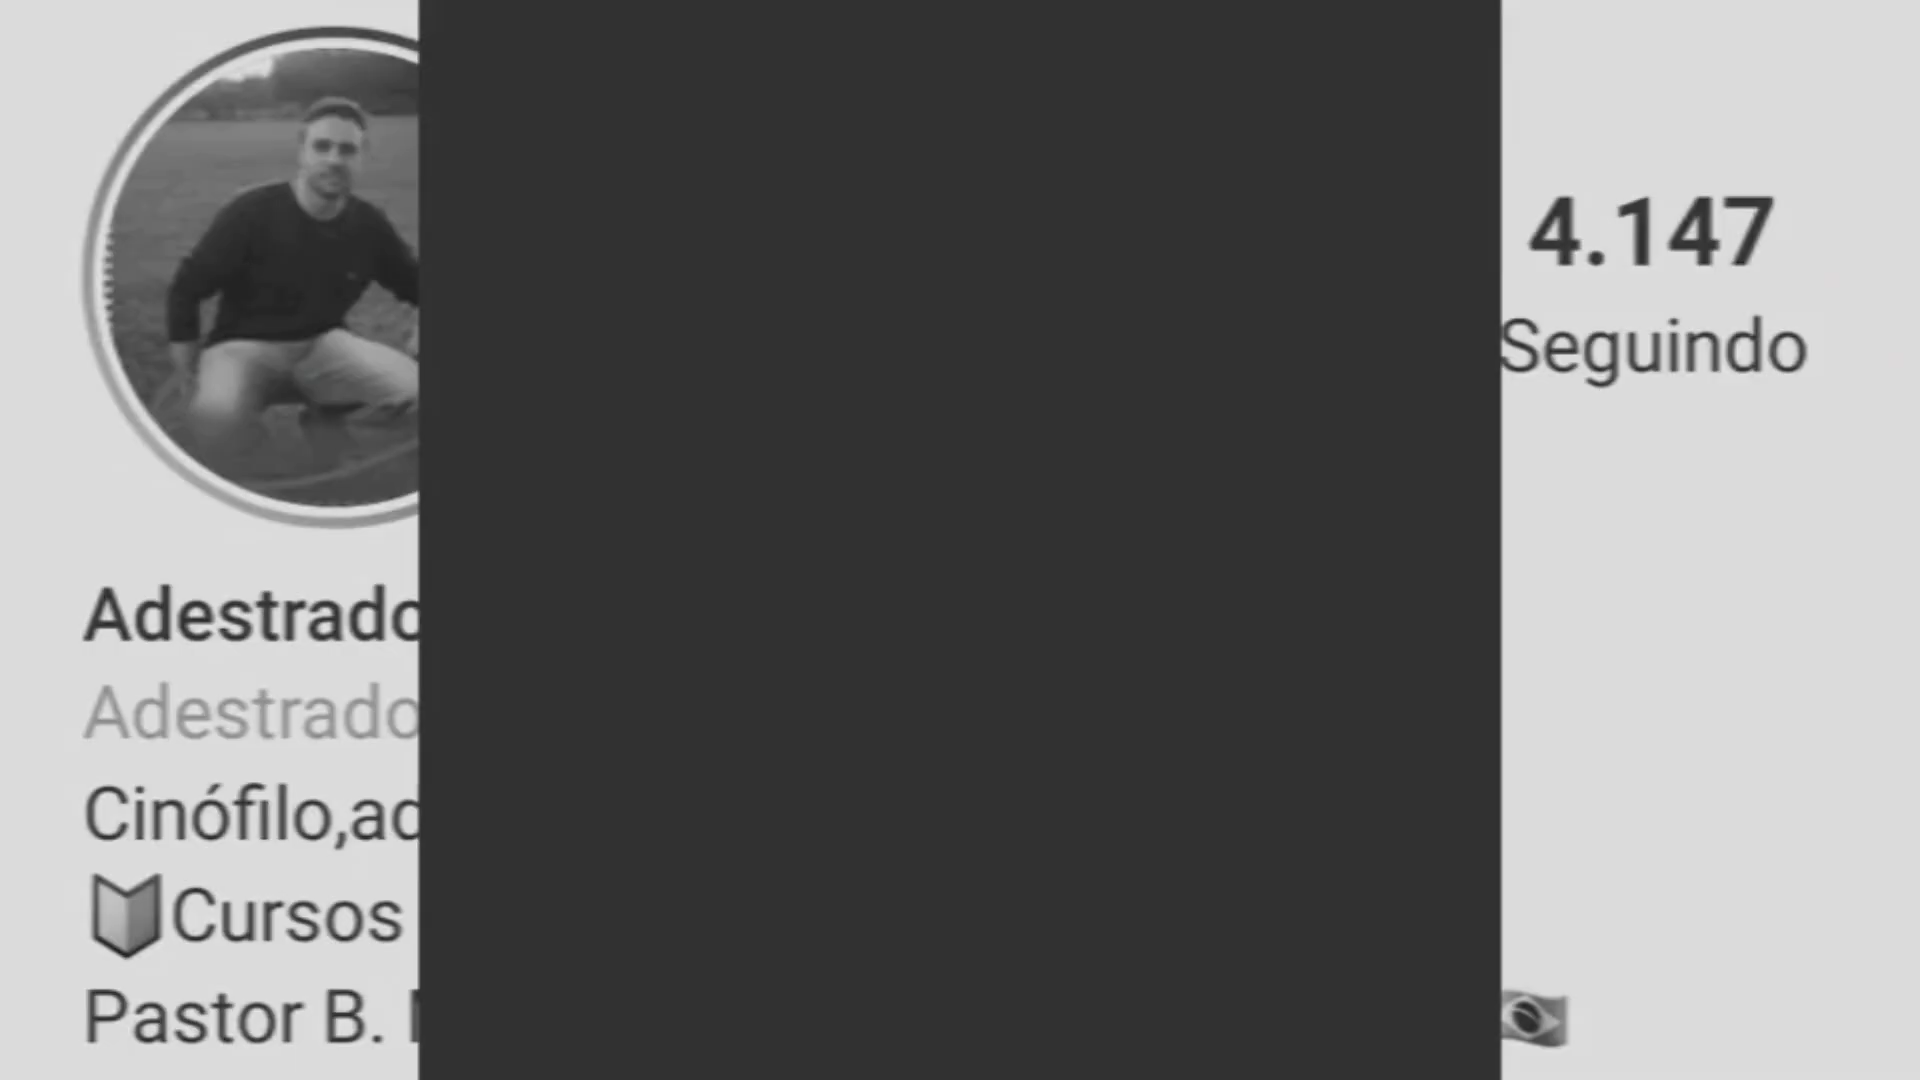 4.147
Seguindo
Adestrado
Adestrado
Cinófilo,ad
Cursos
Pastor B.